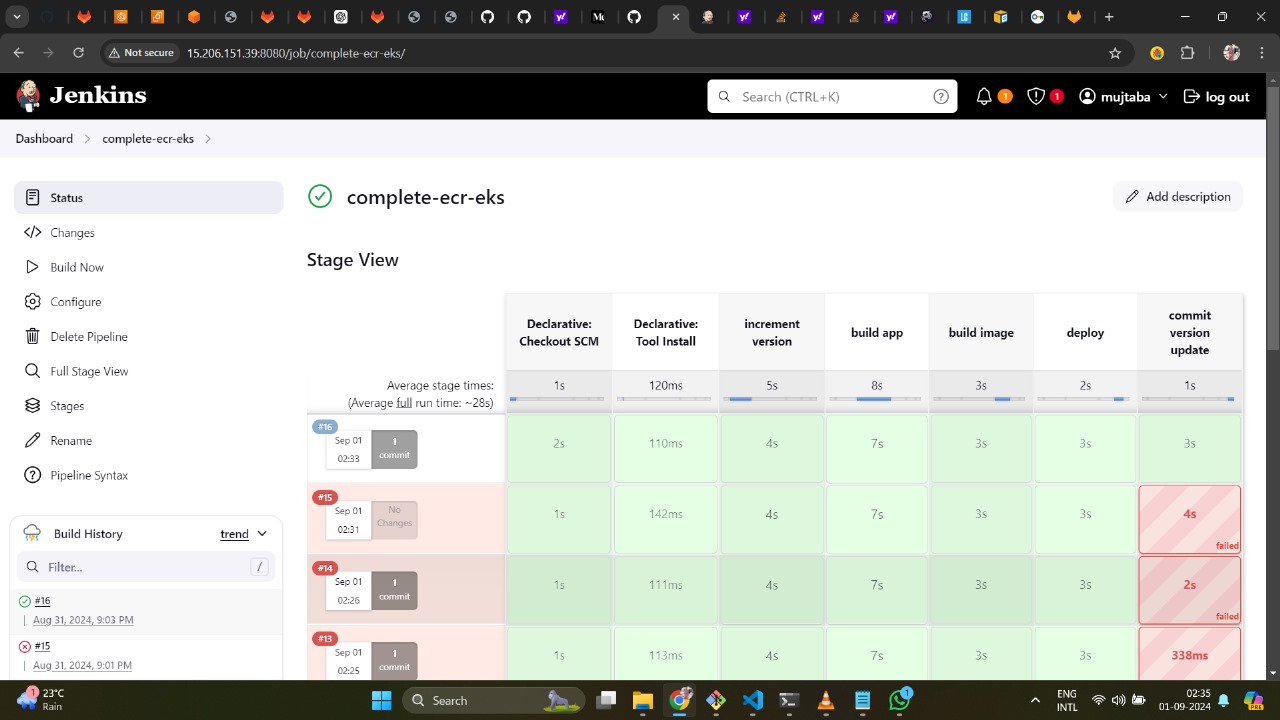 Not secure
15.206.151.39:8080/job/complete-ecr-eks/
Jenkins
Search (CTRL+K)
1
1
mujtaba
log out
Dashboard
complete-ecr-eks
Status
Changes
Build Now
Configure
Delete Pipeline
Full Stage View
Stages
Rename
Pipeline Syntax
Build History
trend
Filter...
/
#16
Aug 31, 2024, 9:03 PM
#15
Aug 31, 2024, 9:01 PM
complete-ecr-eks
Add description
Stage View
Declarative:
Checkout SCM
Declarative:
Tool Install
increment
version
build app
build image
deploy
commit
version
update
Average stage times:
(Average full run time: ~28s)
1s
120ms
5s
8s
3s
2s
1s
#16
Sep 01
02:33
1
commit
2s
110ms
4s
7s
3s
3s
3s
#15
Sep 01
02:31
No
Changes
1s
142ms
4s
7s
3s
3s
4s
failed
#14
Sep 01
02:26
1
commit
1s
111ms
4s
7s
3s
3s
2s
failed
#13
Sep 01
02:25
1
commit
1s
113ms
4s
7s
3s
3s
338ms
1
23°C
Rain
Search
1
ENG
INTL
02:35
01-09-2024